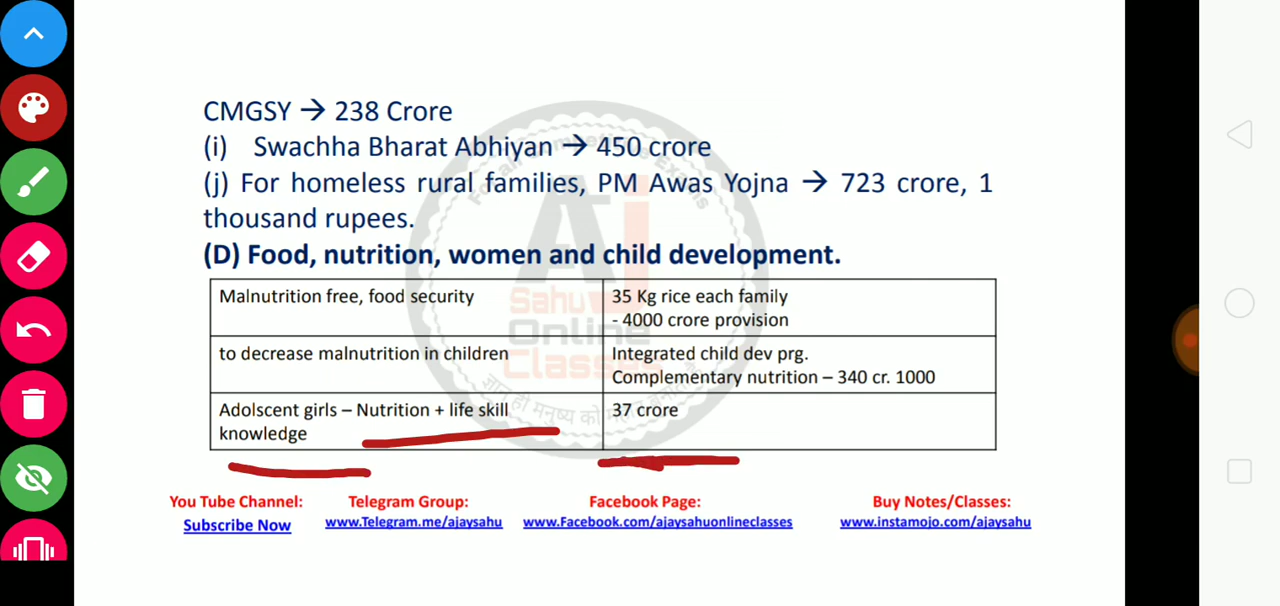 CMGSY → 238 Crore
(i) Swachha Bharat Abhiyan → 450 crore
(j) For homeless rural families, PM Awas Yojna → 723 crore, 1
thousand rupees.
(D) Food, nutrition, women and child development.
Malnutrition free, food security
35 Kg rice each family
- 4000 crore provision
to decrease malnutrition in children
Integrated child dev prg.
Complementary nutrition – 340 cr. 1000
Adolscent girls – Nutrition + life skill
knowledge
37 crore
AJ
Sahu
Online
Classes
You Tube Channel:
Subscribe Now
Telegram Group:
www.Telegram.me/ajaysahu
Facebook Page:
www.Facebook.com/ajaysahuonlineclasses
Buy Notes/Classes:
www.instamojo.com/ajaysahu